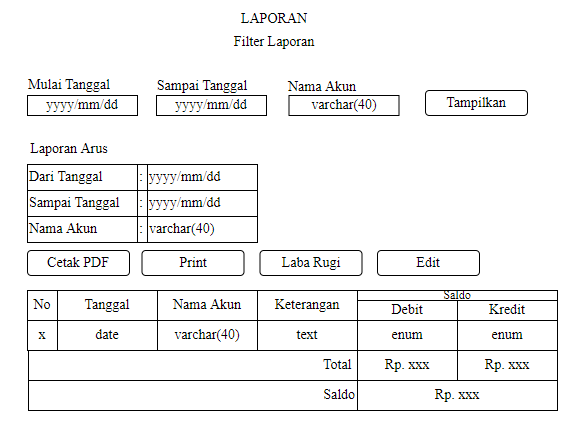 LAPORAN
Filter Laporan
Mulai Tanggal Sampai Tanggal Nama Akun
yyyy/mm/dd yyyy/mm/dd varchar(40) Tampilkan
Laporan Arus
Dari Tanggal : yyyy/mm/dd
Sampai Tanggal : yyyy/mm/dd
Nama Akun : varchar(40)
Cetak PDF Print Laba Rugi Edit
No Tanggal Nama Akun Keterangan Saldo
Debit Kredit
x date varchar(40) text enum enum
Total Rp. xxx Rp. xxx
Saldo Rp. xxx